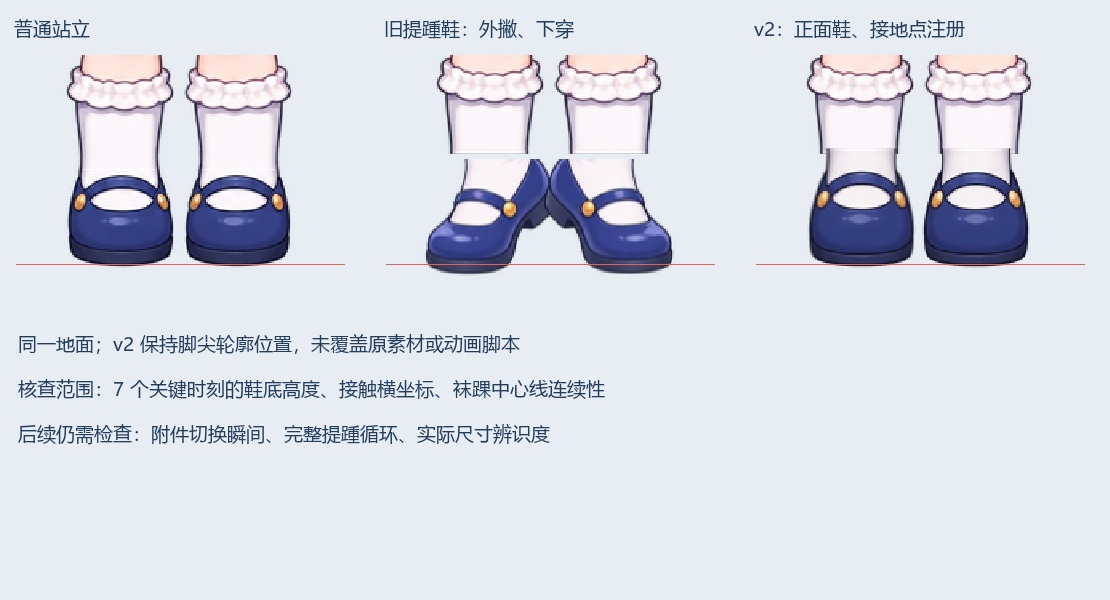 普通站立
旧提踵鞋：外撇、下穿
v2：正面鞋、接地点注册
同一地面；v2 保持脚尖轮廓位置，未覆盖原素材或动画脚本
核查范围：7 个关键时刻的鞋底高度、接触横坐标、袜踝中心线连续性
后续仍需检查：附件切换瞬间、完整提踵循环、实际尺寸辨识度